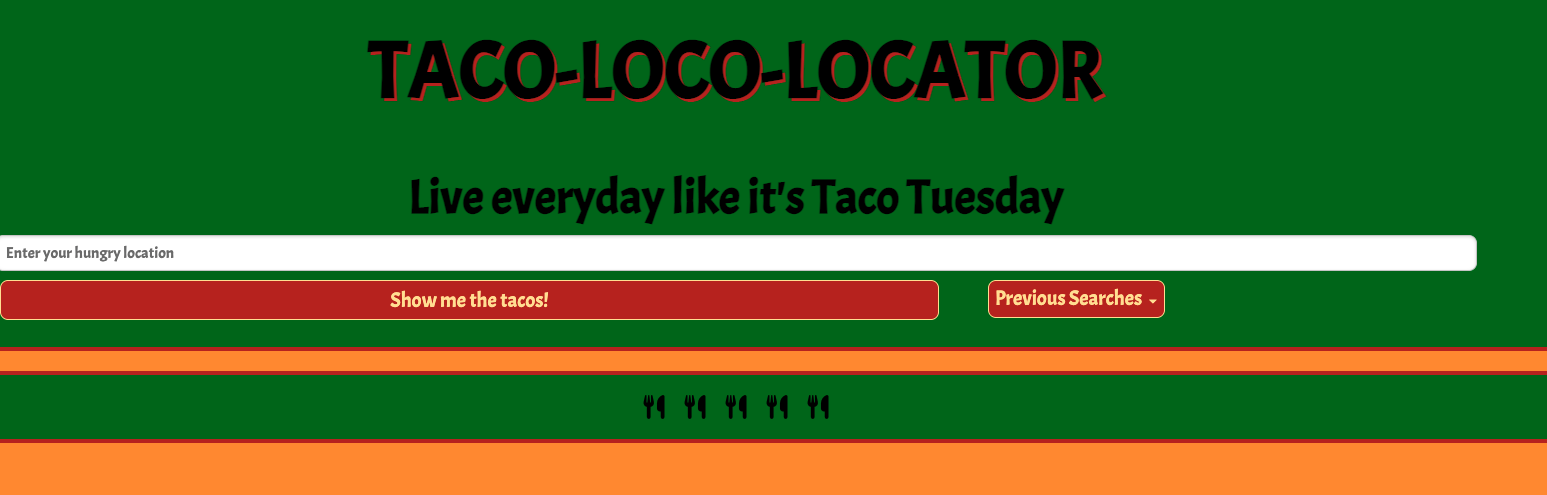 TACO-LOCO-LOCATOR
Live everyday like it's Taco Tuesday
Enter your hungry location
Show me the tacos!
Previous Searches